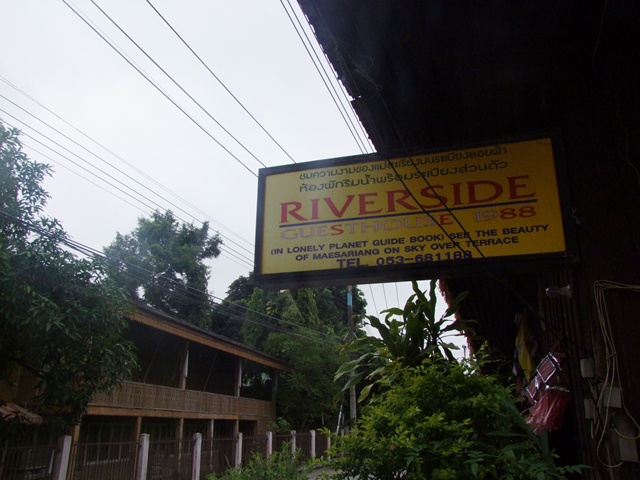 ชมความงามของแม่สะเรียงบนระเบียงลอยฟ้า
ห้องพักริมน้ำพร้อมระเบียงส่วนตัว
RIVERSIDE
GUESTHOUSE 1988
(IN LONELY PLANET GUIDE BOOK) SEE THE BEAUTY
OF MAESARIANG ON SKY OVER TERRACE
TEL. 053-681188